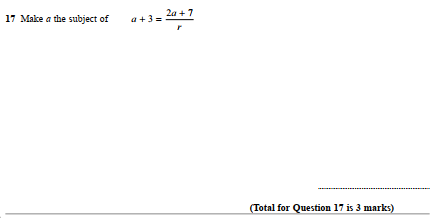 17 Make a the subject of a + 3 = (2a + 7)/r
(Total for Question 17 is 3 marks)